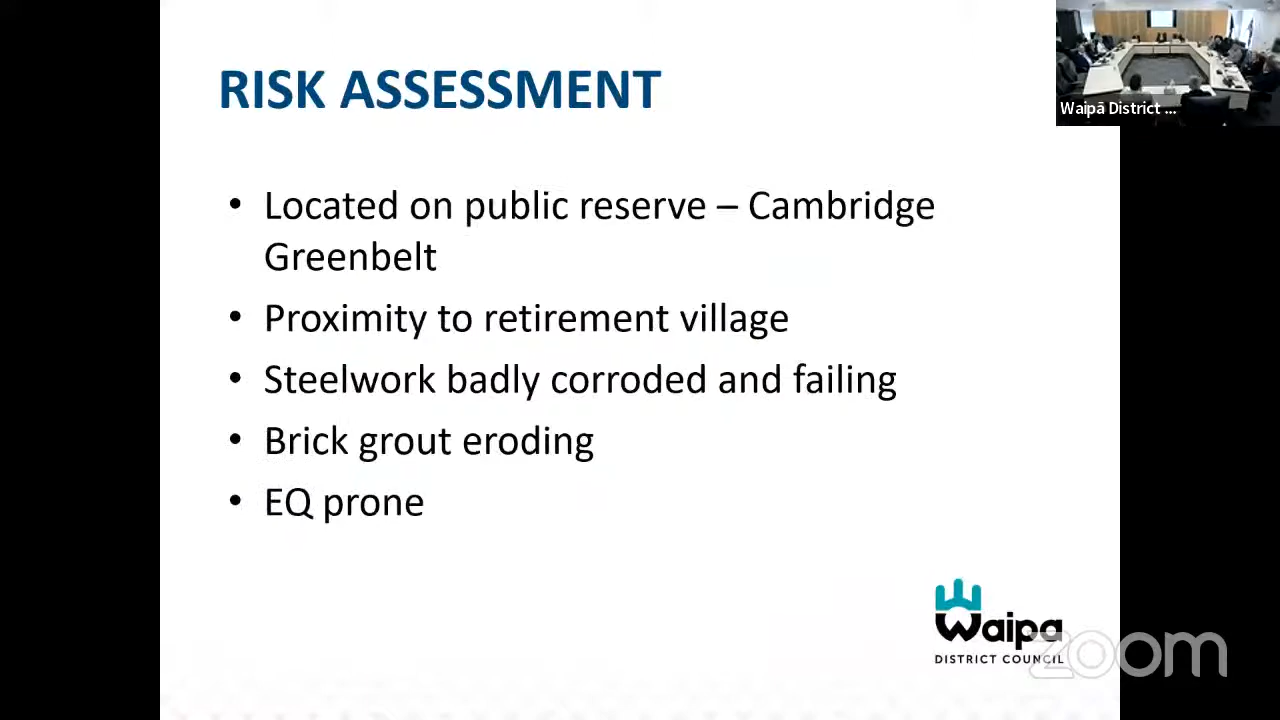 RISK ASSESSMENT
Waipā District ...
• Located on public reserve – Cambridge
Greenbelt
• Proximity to retirement village
• Steelwork badly corroded and failing
• Brick grout eroding
• EQ prone
Waipa
DISTRICT COUNCIL
zoom